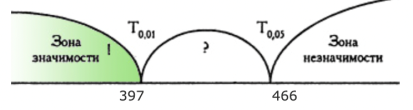 Зона
значимости !
T0,01
?
T0,05
Зона
незначимости
397
466